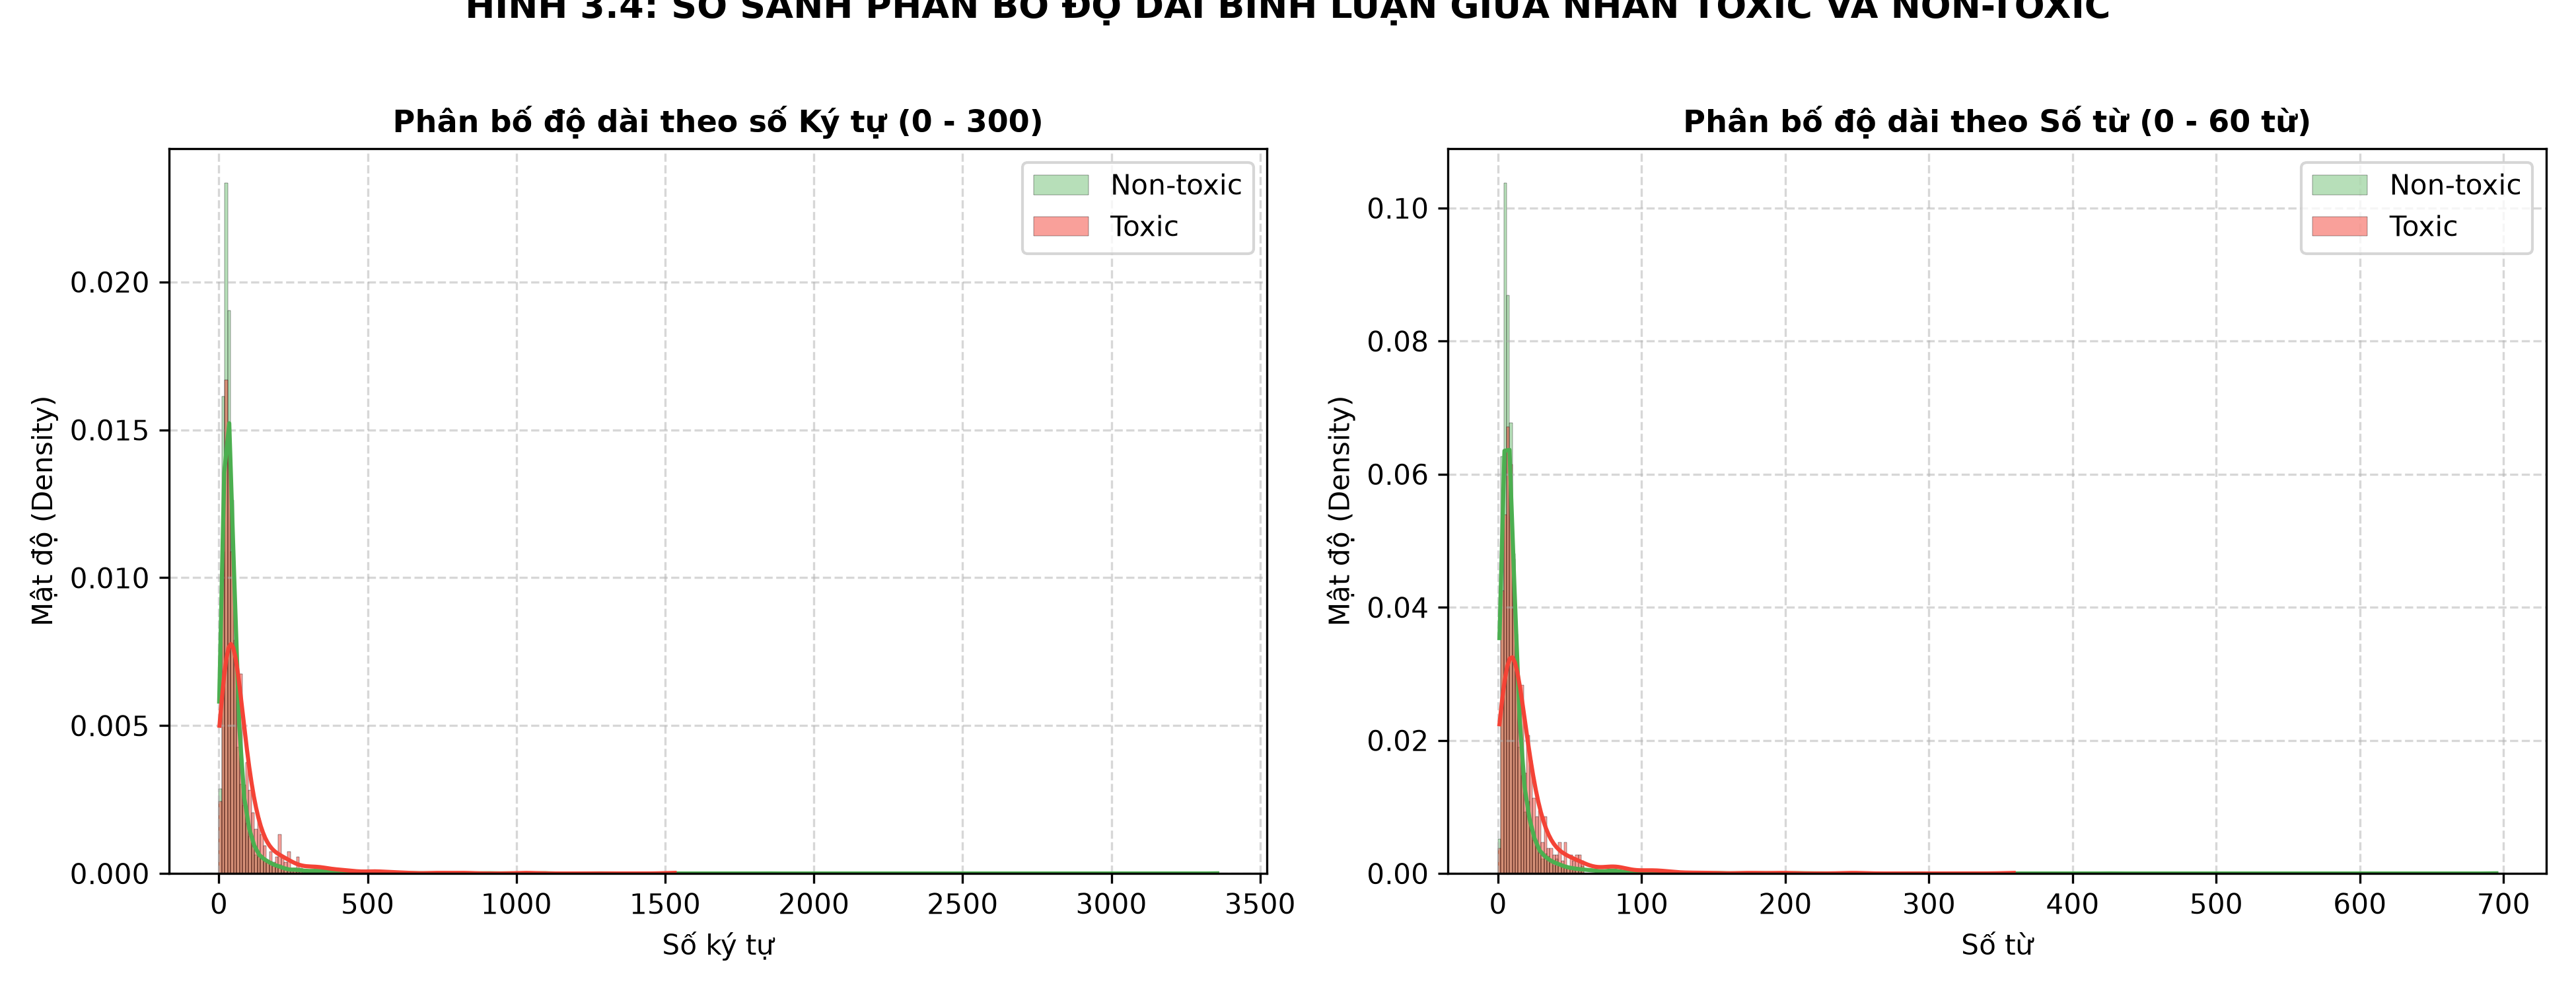 HÌNH 3.4: SO SÁNH PHÂN BỐ ĐỘ DÀI BÌNH LUẬN GIỮA NHÃN TOXIC VÀ NON-TOXIC
Phân bố độ dài theo số Ký tự (0 - 300)
Mật độ (Density)
0.020
0.015
0.010
0.005
0.000
0 500 1000 1500 2000 2500 3000 3500
Số ký tự
Non-toxic
Toxic
Phân bố độ dài theo Số từ (0 - 60 từ)
Mật độ (Density)
0.10
0.08
0.06
0.04
0.02
0.00
0 100 200 300 400 500 600 700
Số từ
Non-toxic
Toxic